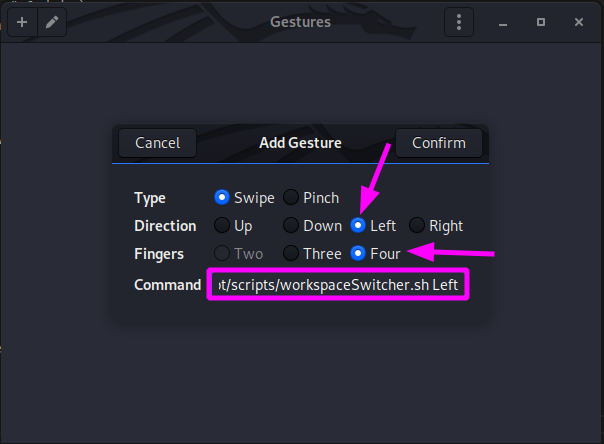 Gestures
Cancel Add Gesture Confirm
Type Swipe Pinch
Direction Up Down Left Right
Fingers Two Three Four
Command t/scripts/workspaceSwitcher.sh Left